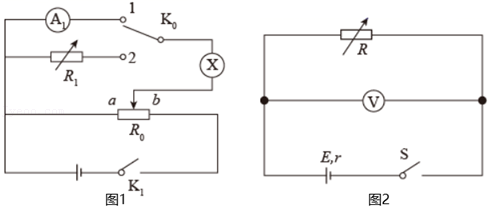 A₁ 1 K₀
R₁ 2 X
a b
R₀
K₁
图1
R
V
E,r S
图2